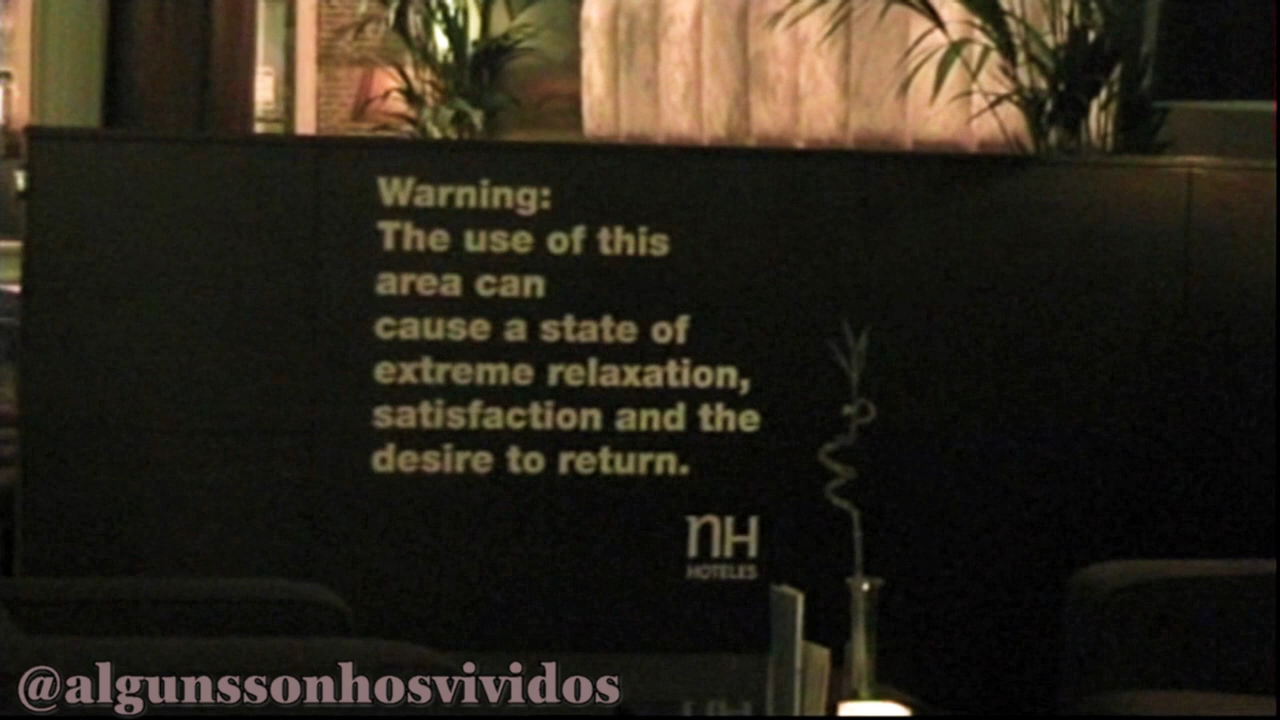 Warning:
The use of this
area can
cause a state of
extreme relaxation,
satisfaction and the
desire to return.
nH
HOTELES
@algunssonhosvividos